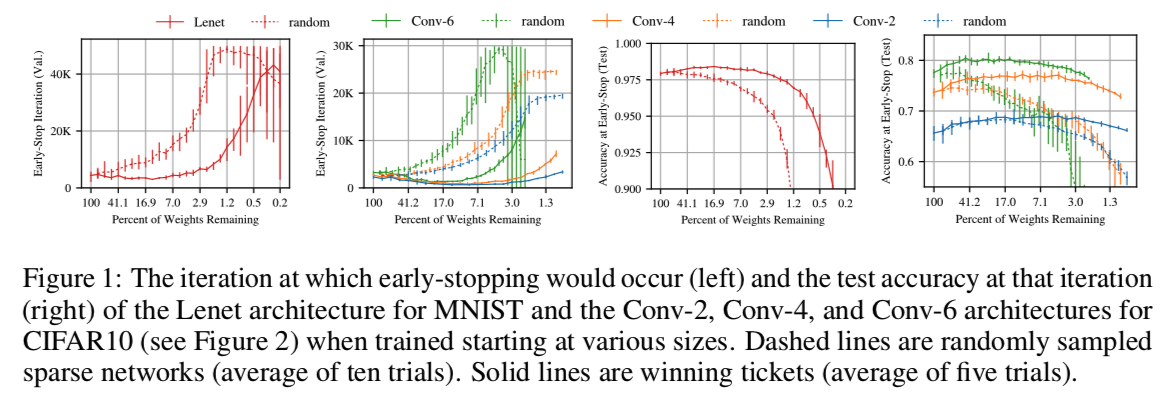 Lenet random Conv-6 random Conv-4 random Conv-2 random
Early-Stop Iteration (Val.)
40K
20K
0
100 41.1 16.9 7.0 2.9 1.2 0.5 0.2
Percent of Weights Remaining
Early-Stop Iteration (Val.)
30K
20K
10K
0
100 41.2 17.0 7.1 3.0 1.3
Percent of Weights Remaining
Accuracy at Early-Stop (Test)
1.000
0.975
0.950
0.925
0.900
100 41.1 16.9 7.0 2.9 1.2 0.5 0.2
Percent of Weights Remaining
Accuracy at Early-Stop (Test)
0.8
0.7
0.6
100 41.2 17.0 7.1 3.0 1.3
Percent of Weights Remaining
Figure 1: The iteration at which early-stopping would occur (left) and the test accuracy at that iteration
(right) of the Lenet architecture for MNIST and the Conv-2, Conv-4, and Conv-6 architectures for
CIFAR10 (see Figure 2) when trained starting at various sizes. Dashed lines are randomly sampled
sparse networks (average of ten trials). Solid lines are winning tickets (average of five trials).